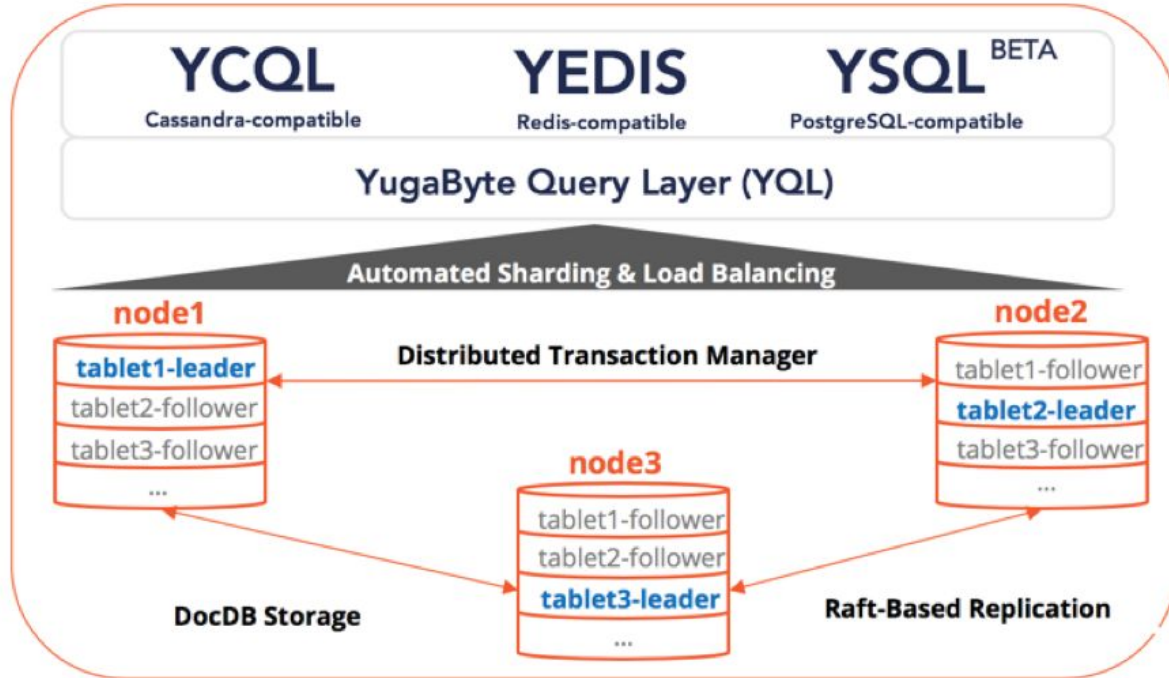 YCQL
Cassandra-compatible
YEDIS
Redis-compatible
YSQL BETA
PostgreSQL-compatible
YugaByte Query Layer (YQL)
Automated Sharding & Load Balancing
node1
tablet1-leader
tablet2-follower
tablet3-follower
...
Distributed Transaction Manager
node2
tablet1-follower
tablet2-leader
tablet3-follower
...
node3
tablet1-follower
tablet2-follower
tablet3-leader
...
DocDB Storage
Raft-Based Replication